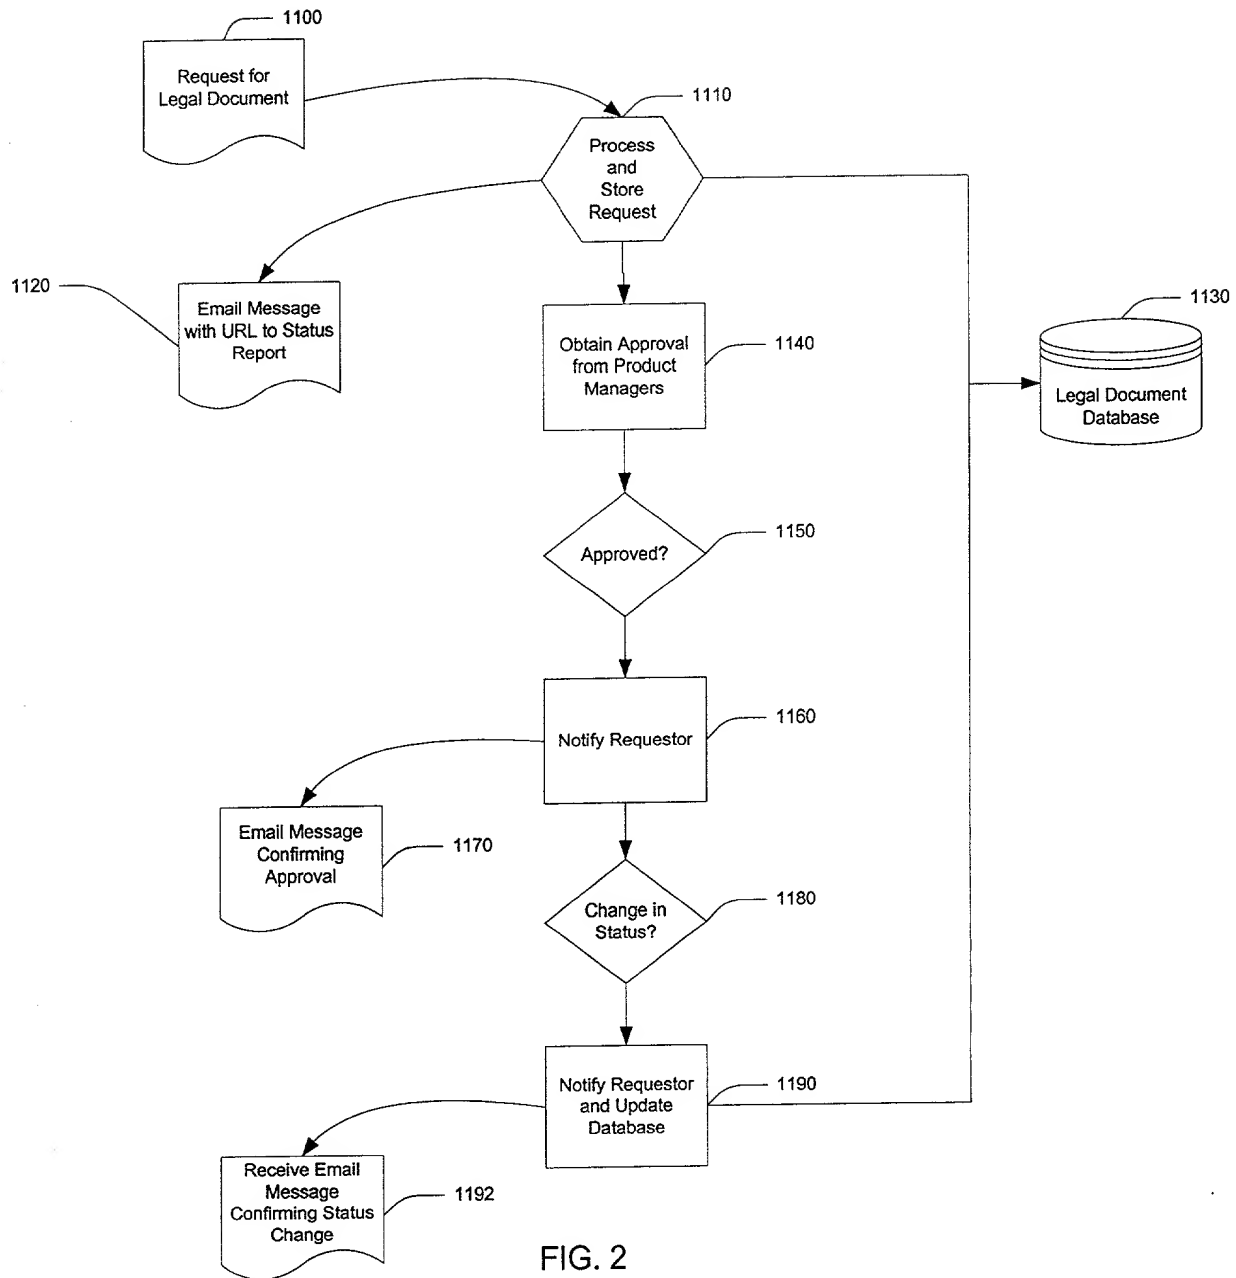 1100
Request for
Legal Document
1110
Process
and
Store
Request
1120
Email Message
with URL to Status
Report
1130
Legal Document
Database
Obtain Approval
from Product
Managers
1140
Approved?
1150
Notify Requestor
1160
Email Message
Confirming
Approval
1170
Change in
Status?
1180
Notify Requestor
and Update
Database
1190
Receive Email
Message
Confirming Status
Change
1192
FIG. 2